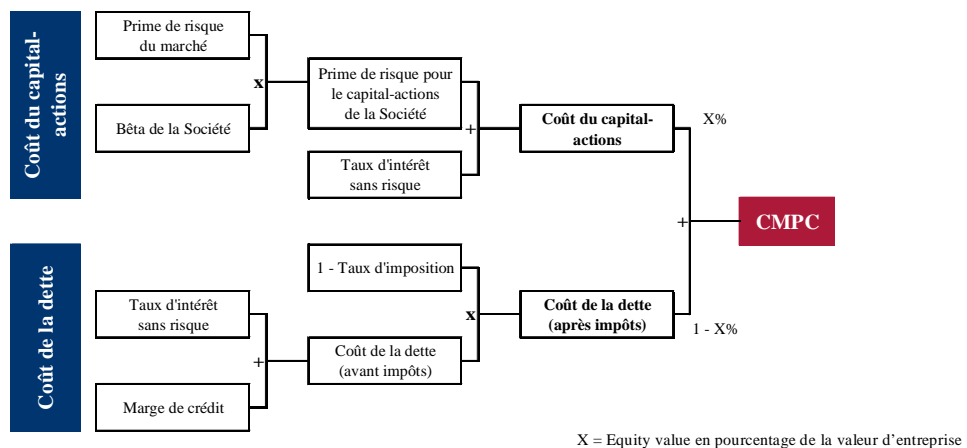 Coût du capital-
actions
Prime de risque
du marché
x
Bêta de la Société
Prime de risque pour
le capital-actions
de la Société
+
Taux d'intérêt
sans risque
Coût du capital-
actions
X%
+
CMPC
Coût de la dette
Taux d'intérêt
sans risque
+
Marge de crédit
1 - Taux d'imposition
x
Coût de la dette
(avant impôts)
Coût de la dette
(après impôts)
1 - X%
X = Equity value en pourcentage de la valeur d’entreprise